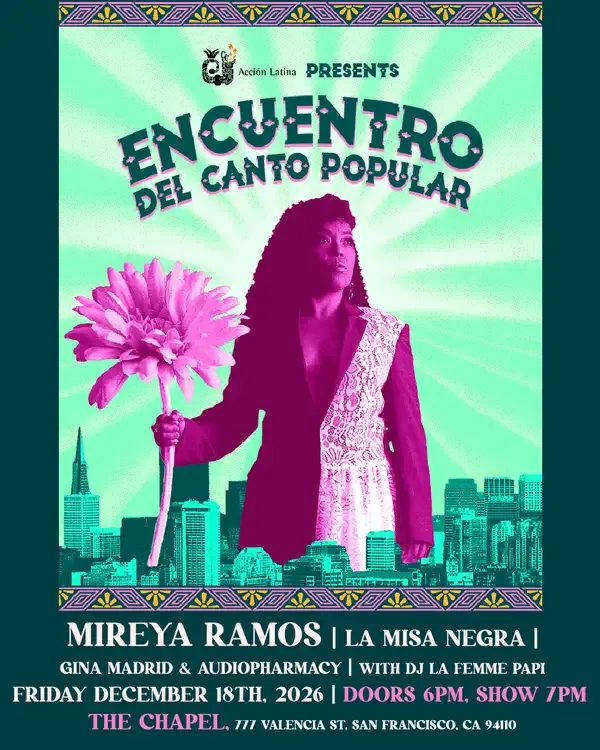 Acción Latina PRESENTS
ENCUENTRO
DEL CANTO POPULAR
MIREYA RAMOS | LA MISA NEGRA |
GINA MADRID & AUDIOPHARMACY | WITH DJ LA FEMME PAPI
FRIDAY DECEMBER 18TH, 2026 | DOORS 6PM, SHOW 7PM
THE CHAPEL, 777 VALENCIA ST, SAN FRANCISCO, CA 94110